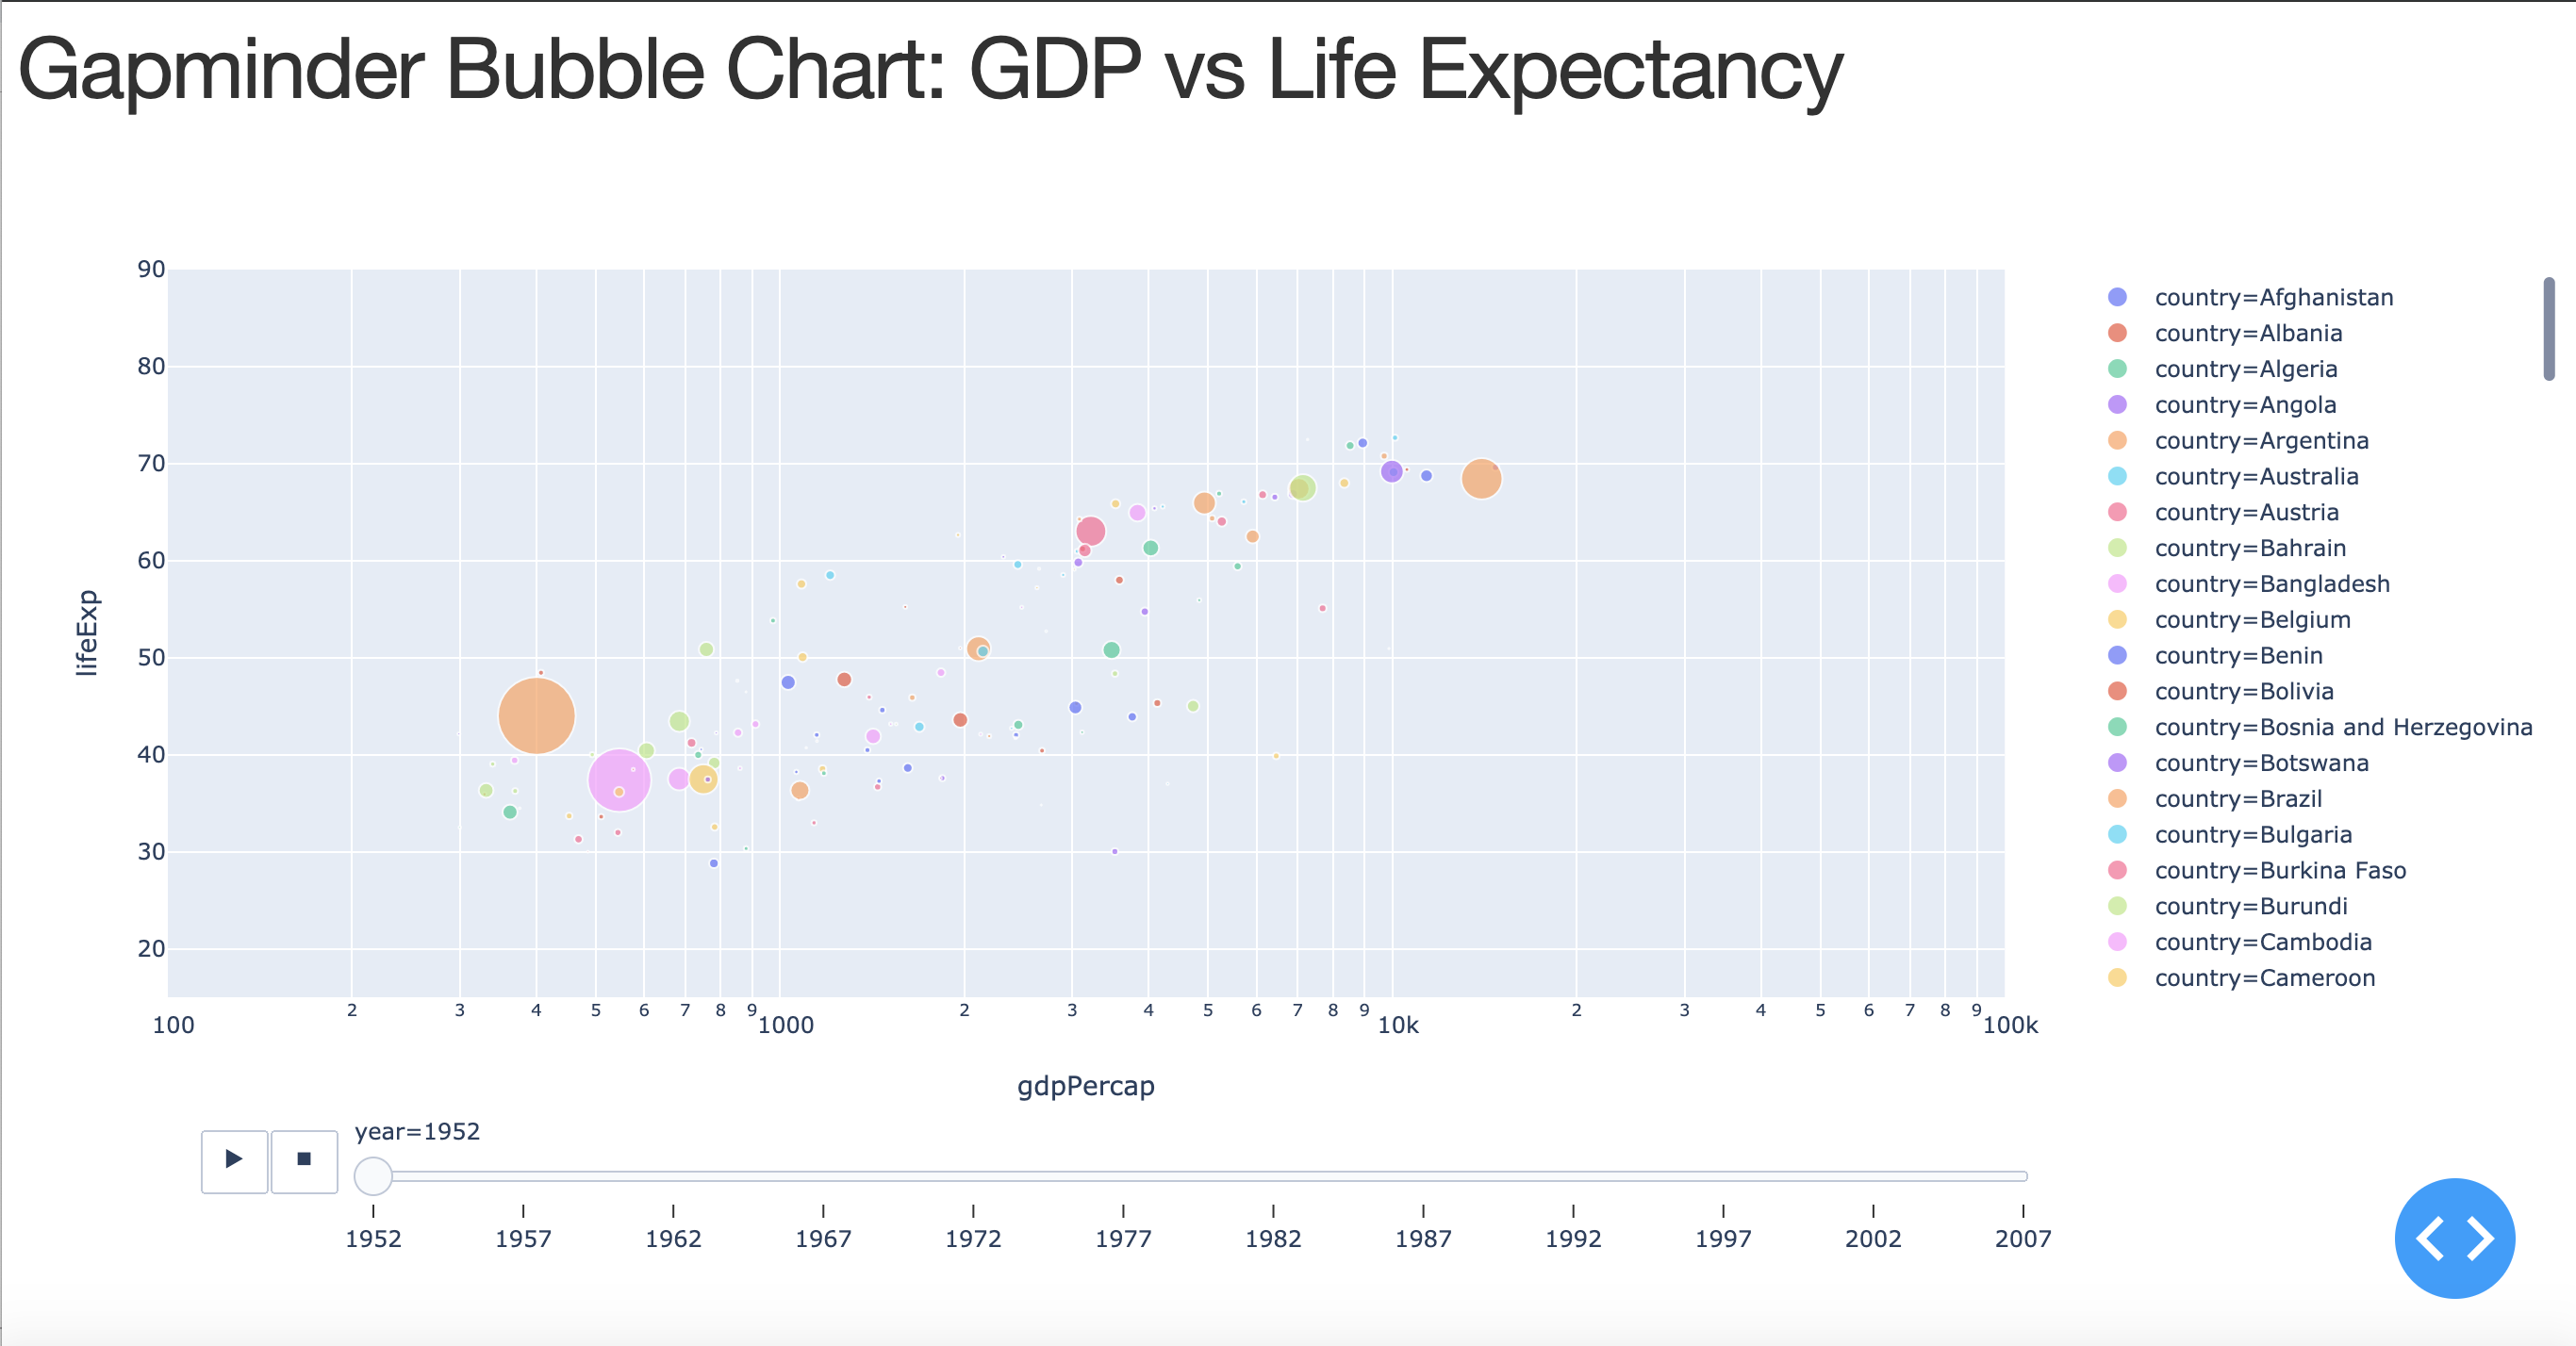 Gapminder Bubble Chart: GDP vs Life Expectancy
90
80
70
60
50
40
30
20
lifeExp
2 3 4 5 6 7 8 9 2 3 4 5 6 7 8 9 2 3 4 5 6 7 8 9
100 1000 10k 100k
gdpPercap
country=Afghanistan
country=Albania
country=Algeria
country=Angola
country=Argentina
country=Australia
country=Austria
country=Bahrain
country=Bangladesh
country=Belgium
country=Benin
country=Bolivia
country=Bosnia and Herzegovina
country=Botswana
country=Brazil
country=Bulgaria
country=Burkina Faso
country=Burundi
country=Cambodia
country=Cameroon
year=1952
1952 1957 1962 1967 1972 1977 1982 1987 1992 1997 2002 2007